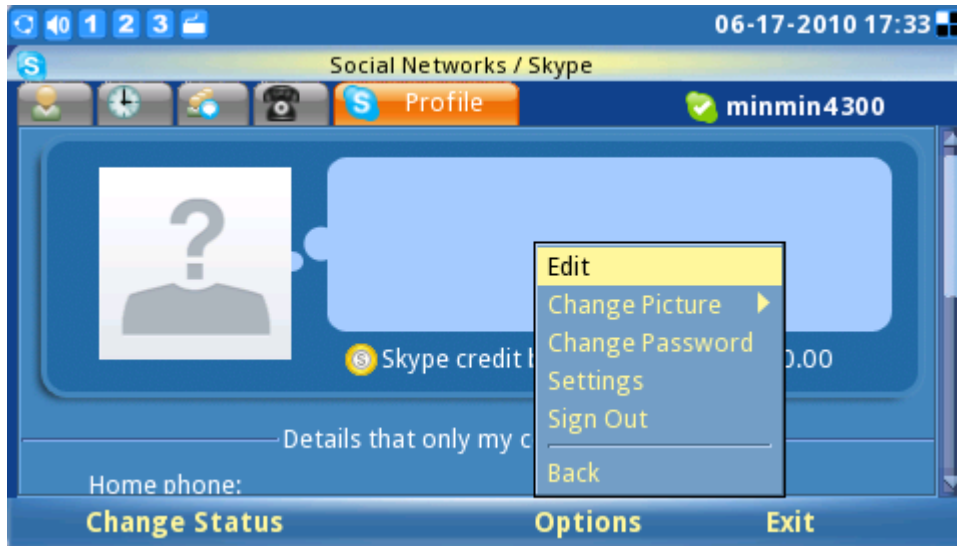 1 2 3 06-17-2010 17:33
Social Networks / Skype
S Profile minmin4300
?
Edit
Change Picture
Change Password
Skype credit 0.00
Settings
Sign Out
Details that only my
Back
Home phone:
Change Status Options Exit